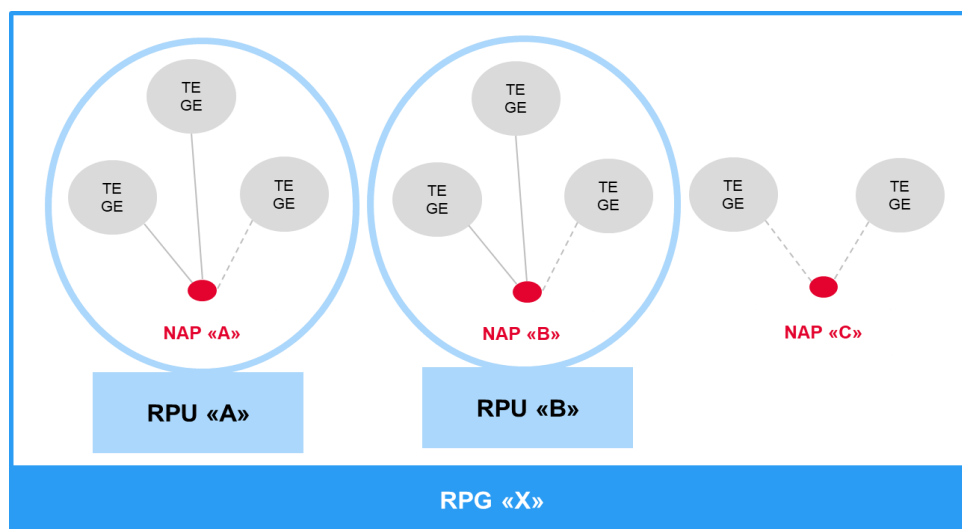 TE
GE
TE
GE
TE
GE
NAP «A»
RPU «A»
TE
GE
TE
GE
TE
GE
NAP «B»
RPU «B»
TE
GE
TE
GE
NAP «C»
RPG «X»